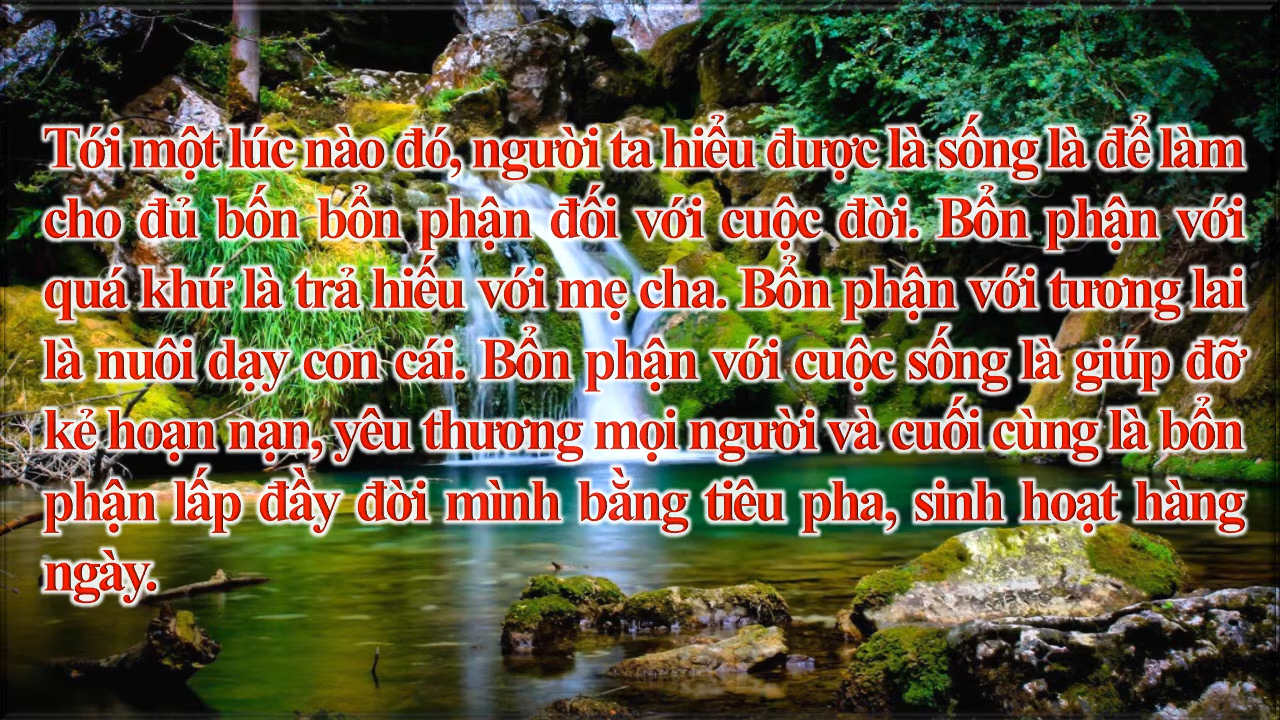 Tới một lúc nào đó, người ta hiểu được là sống là để làm
cho đủ bốn bổn phận đối với cuộc đời. Bổn phận với
quá khứ là trả hiếu với mẹ cha. Bổn phận với tương lai
là nuôi dạy con cái. Bổn phận với cuộc sống là giúp đỡ
kẻ hoạn nạn, yêu thương mọi người và cuối cùng là bổn
phận lấp đầy đời mình bằng tiêu pha, sinh hoạt hàng
ngày.